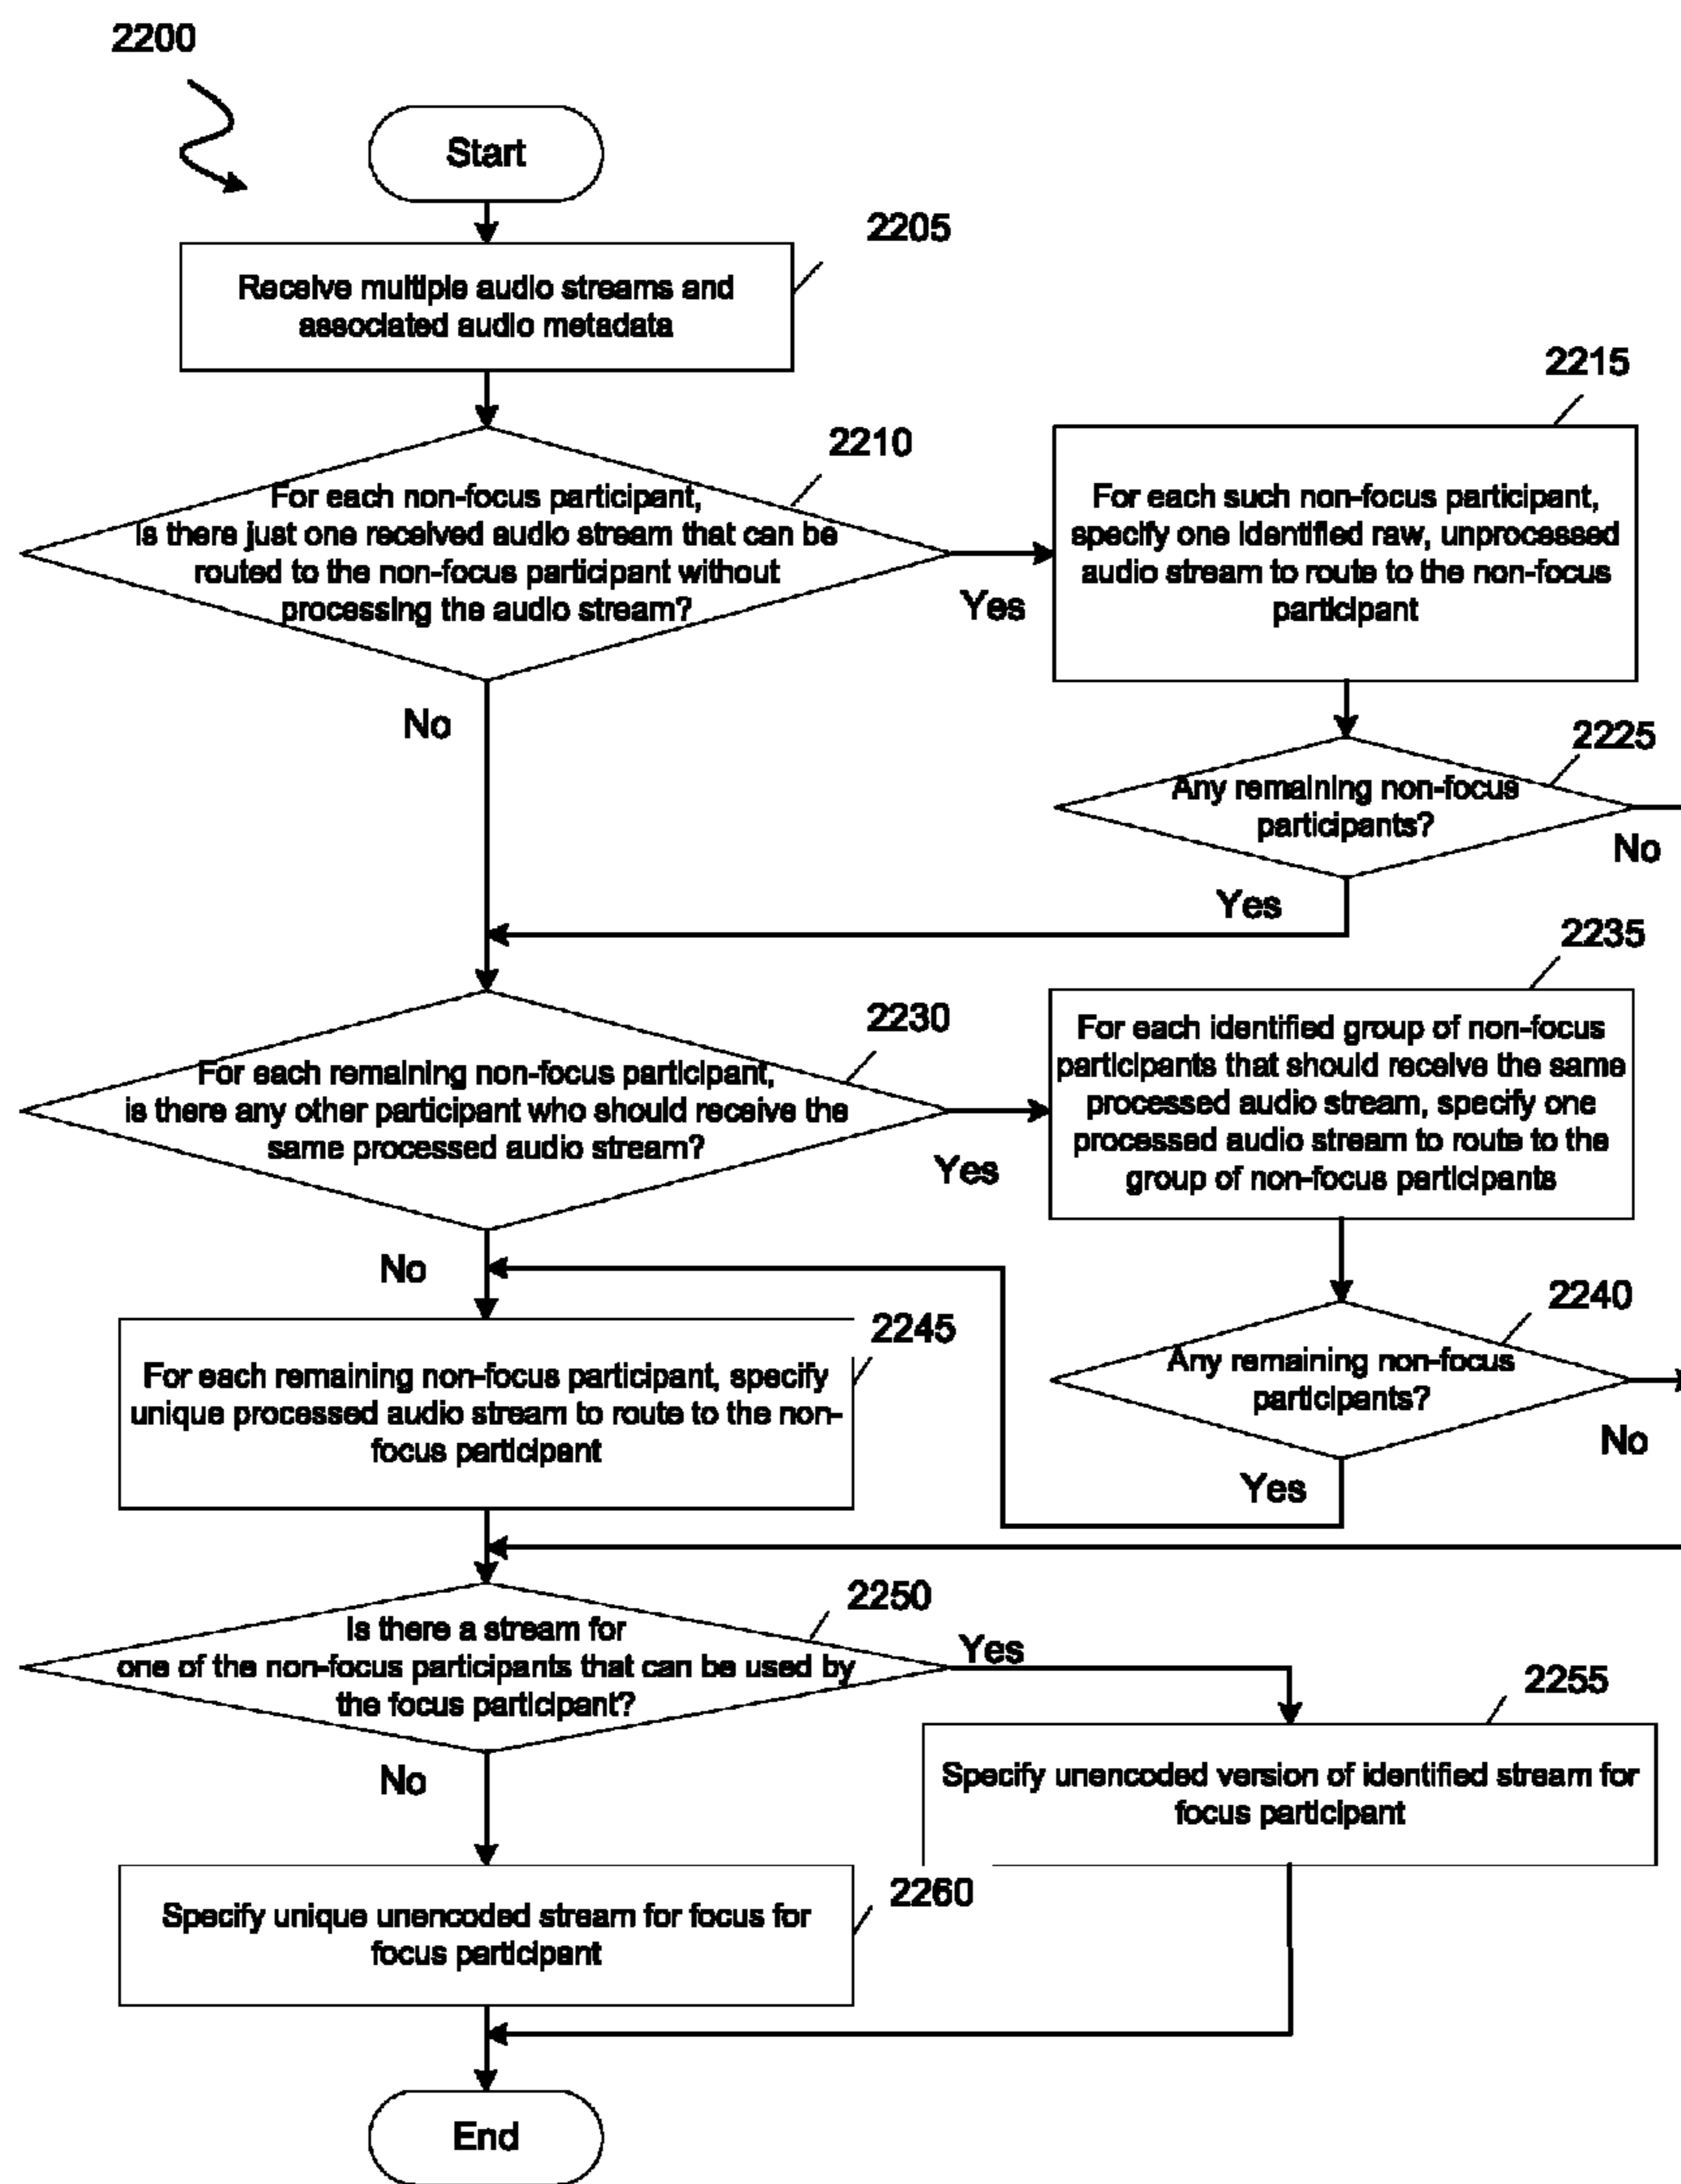 2200
Start
2205
Receive multiple audio streams and
associated audio metadata
2210
For each non-focus participant,
is there just one received audio stream that can be
routed to the non-focus participant without
processing the audio stream?
Yes
No
2215
For each such non-focus participant,
specify one identified raw, unprocessed
audio stream to route to the non-focus
participant
2225
Any remaining non-focus
participants?
No
Yes
2230
For each remaining non-focus participant,
is there any other participant who should receive the
same processed audio stream?
Yes
No
2235
For each identified group of non-focus
participants that should receive the same
processed audio stream, specify one
processed audio stream to route to the
group of non-focus participants
2240
Any remaining non-focus
participants?
No
Yes
2245
For each remaining non-focus participant, specify
unique processed audio stream to route to the non-
focus participant
2250
Is there a stream for
one of the non-focus participants that can be used by
the focus participant?
Yes
No
2255
Specify unencoded version of identified stream for
focus participant
2260
Specify unique unencoded stream for focus for
focus participant
End